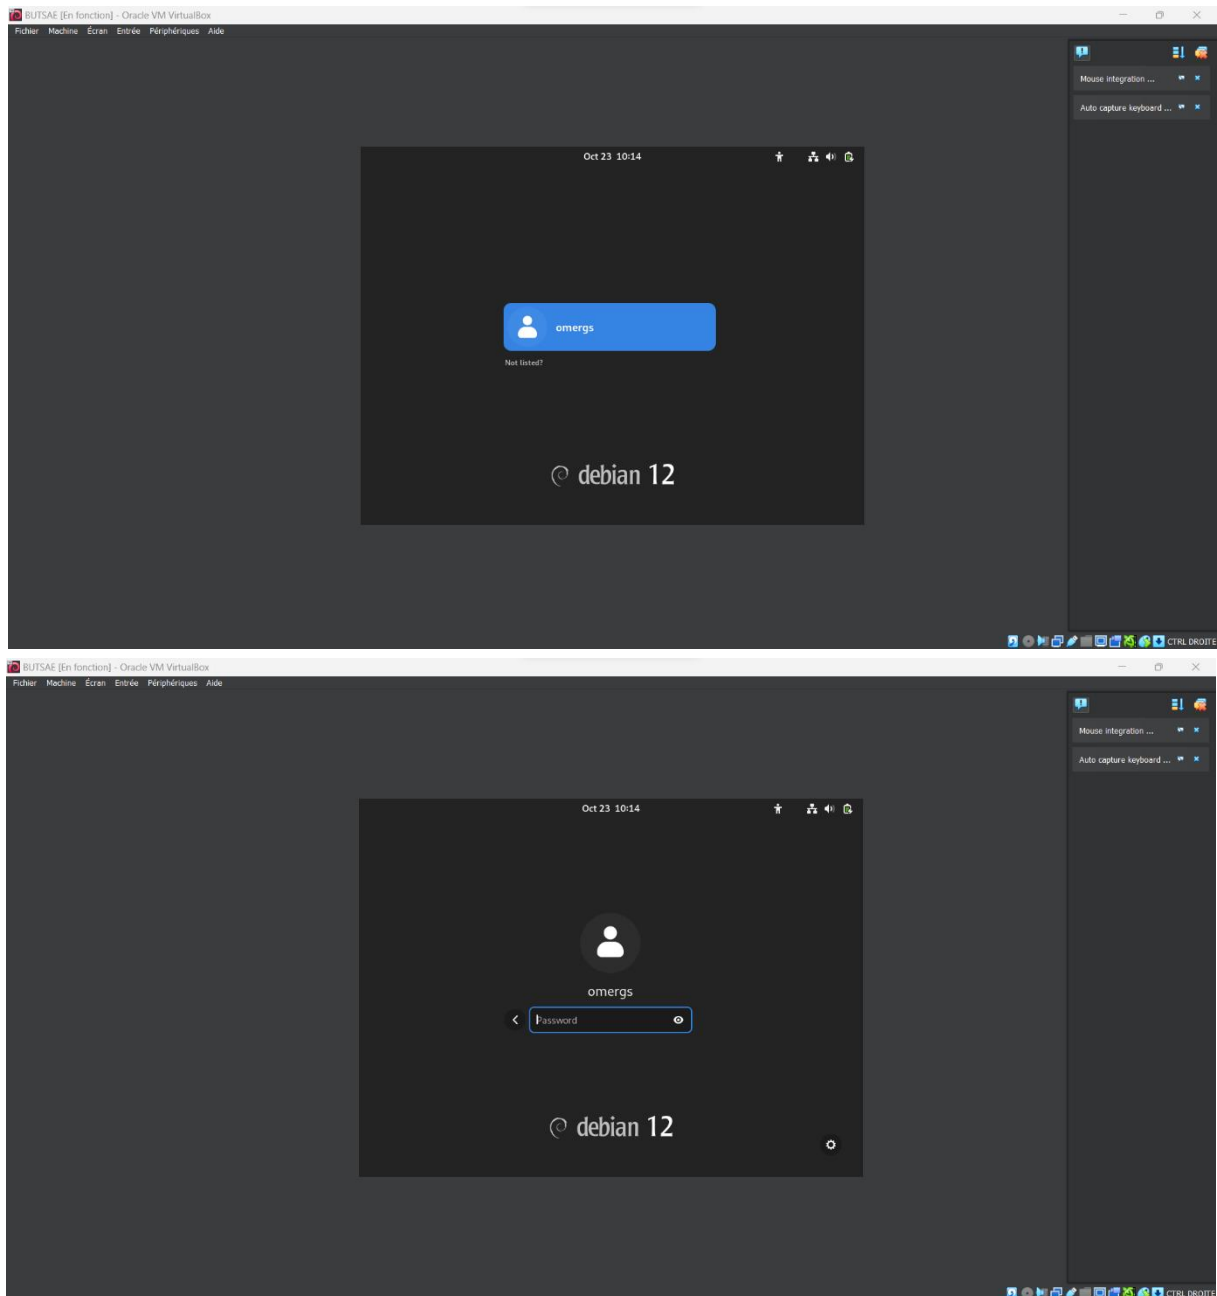 BUTSAE [En fonction] - Oracle VM VirtualBox
Fichier Machine Écran Entrée Périphériques Aide
Mouse integration ...
Auto capture keyboard ...
Oct 23 10:14
omergs
Not listed?
debian 12
CTRL DROITE
BUTSAE [En fonction] - Oracle VM VirtualBox
Fichier Machine Écran Entrée Périphériques Aide
Mouse integration ...
Auto capture keyboard ...
Oct 23 10:14
omergs
Password
debian 12
CTRL DROITE